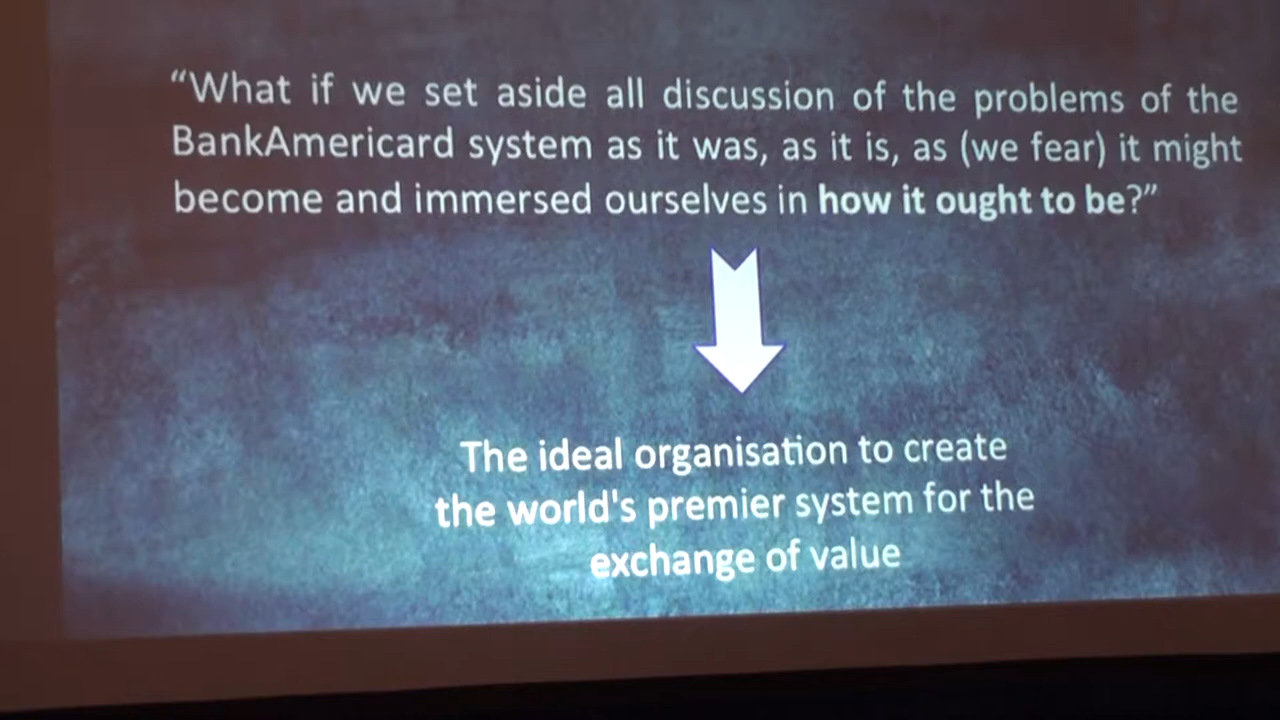 “What if we set aside all discussion of the problems of the
BankAmericard system as it was, as it is, as (we fear) it might
become and immersed ourselves in how it ought to be?”
The ideal organisation to create
the world's premier system for the
exchange of value